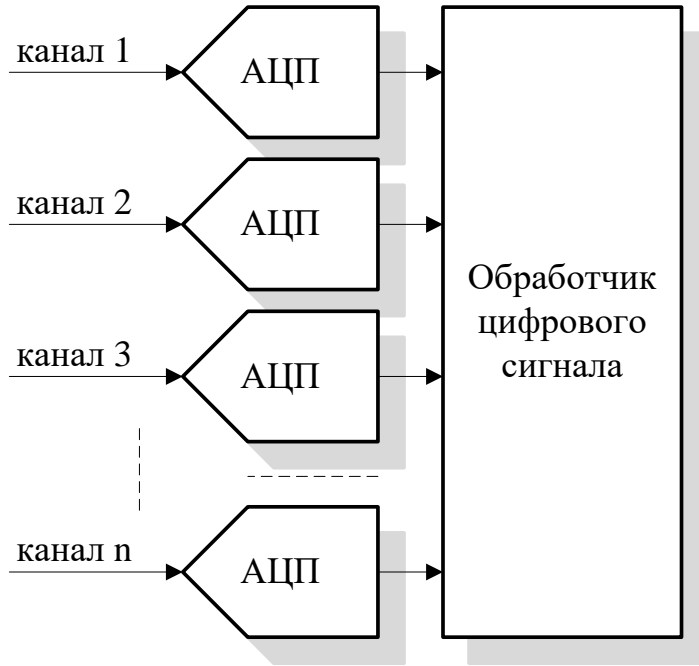 канал 1
АЦП
канал 2
АЦП
канал 3
АЦП
канал n
АЦП
Обработчик
цифрового
сигнала